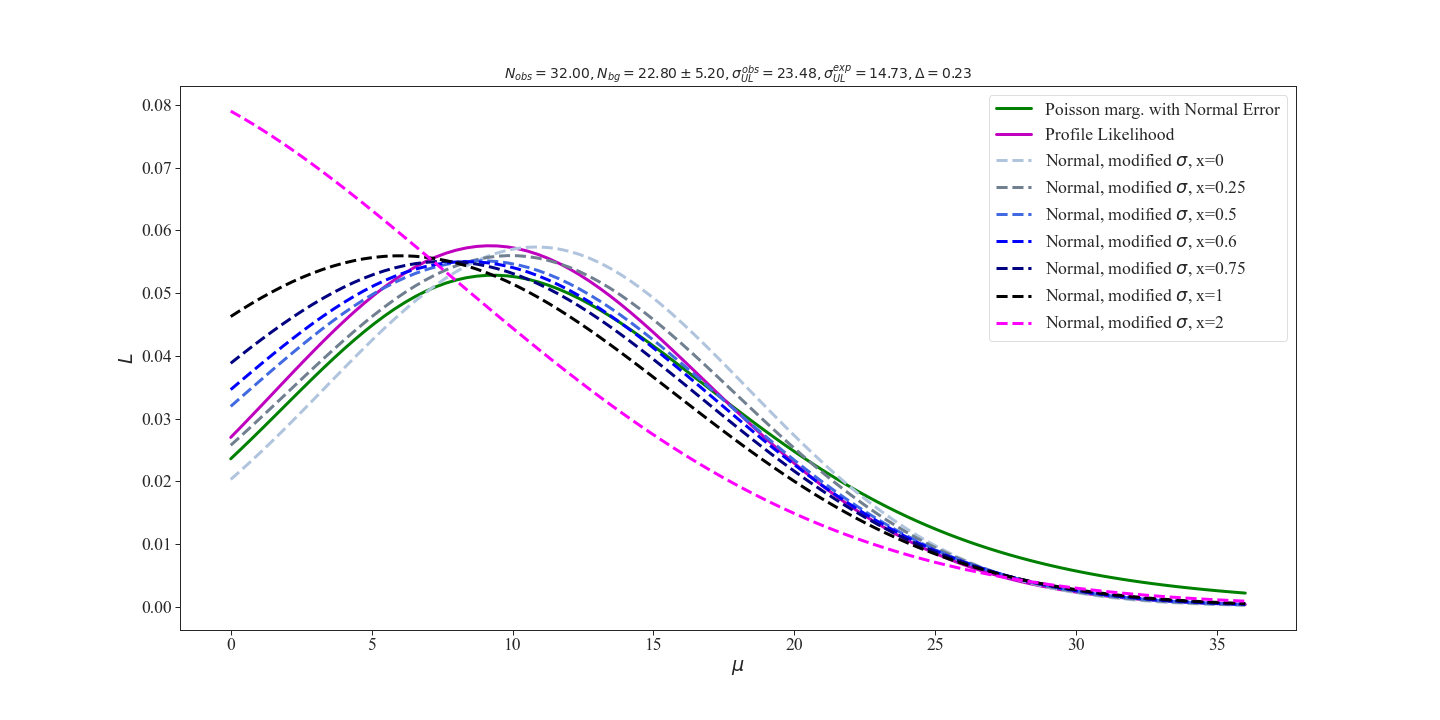 N_obs = 32.00, N_bg = 22.80 ± 5.20, σ_UL^obs = 23.48, σ_UL^exp = 14.73, Δ = 0.23
Poisson marg. with Normal Error
Profile Likelihood
Normal, modified σ, x=0
Normal, modified σ, x=0.25
Normal, modified σ, x=0.5
Normal, modified σ, x=0.6
Normal, modified σ, x=0.75
Normal, modified σ, x=1
Normal, modified σ, x=2
0.08
0.07
0.06
0.05
0.04
0.03
0.02
0.01
0.00
L
0 5 10 15 20 25 30 35
μ